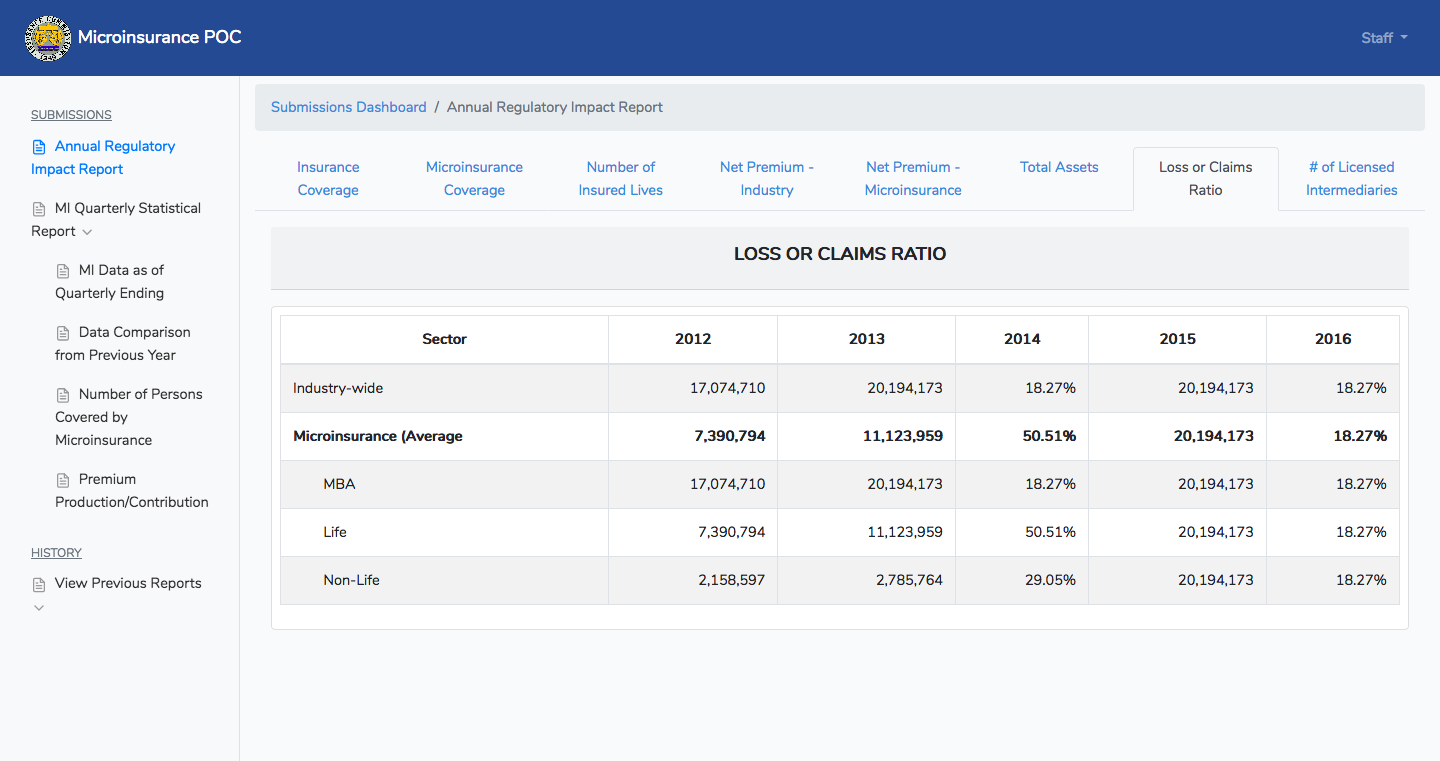 Microinsurance POC
Staff
SUBMISSIONS
Annual Regulatory
Impact Report
MI Quarterly Statistical
Report
MI Data as of
Quarterly Ending
Data Comparison
from Previous Year
Number of Persons
Covered by
Microinsurance
Premium
Production/Contribution
HISTORY
View Previous Reports
Submissions Dashboard / Annual Regulatory Impact Report
Insurance
Coverage
Microinsurance
Coverage
Number of
Insured Lives
Net Premium -
Industry
Net Premium -
Microinsurance
Total Assets
Loss or Claims
Ratio
# of Licensed
Intermediaries
LOSS OR CLAIMS RATIO
Sector 2012 2013 2014 2015 2016
Industry-wide 17,074,710 20,194,173 18.27% 20,194,173 18.27%
Microinsurance (Average 7,390,794 11,123,959 50.51% 20,194,173 18.27%
MBA 17,074,710 20,194,173 18.27% 20,194,173 18.27%
Life 7,390,794 11,123,959 50.51% 20,194,173 18.27%
Non-Life 2,158,597 2,785,764 29.05% 20,194,173 18.27%